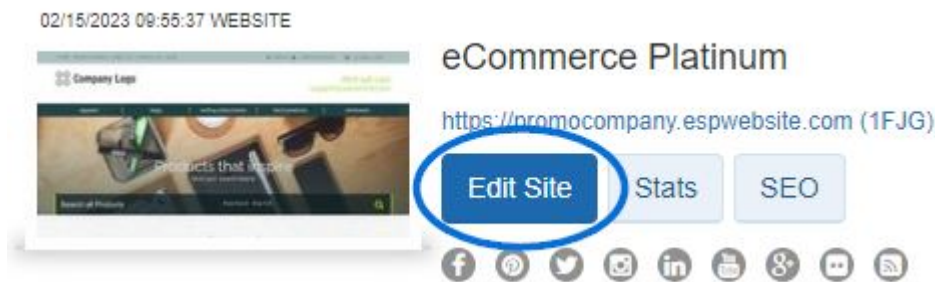 02/15/2023 09:55:37 WEBSITE
eCommerce Platinum
Company Logo
https://promocompany.espwebsite.com (1FJG)
Products that inspire
Edit Site
Stats
SEO
Search all Products